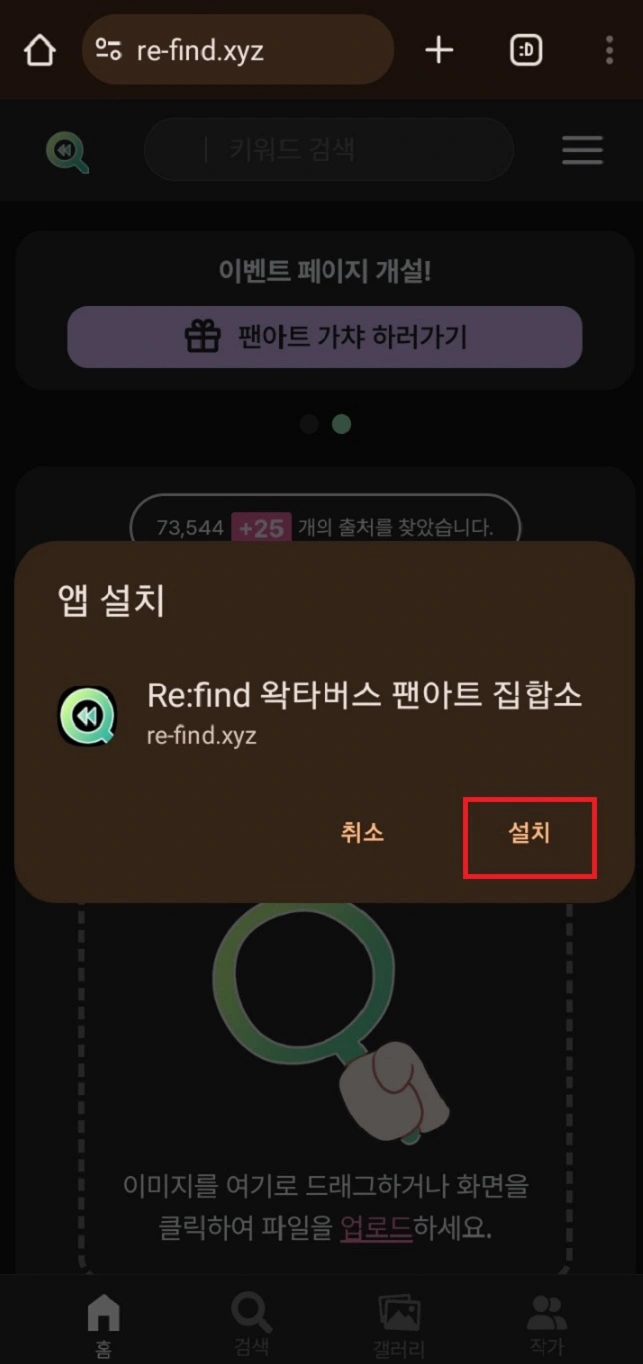 re-find.xyz
:D
키워드 검색
이벤트 페이지 개설!
팬아트 가챠 하러가기
73,544 +25 개의 출처를 찾았습니다.
앱 설치
Re:find 왁타버스 팬아트 집합소
re-find.xyz
취소 설치
이미지를 여기로 드래그하거나 화면을
클릭하여 파일을 업로드하세요.
홈 검색 갤러리 작가